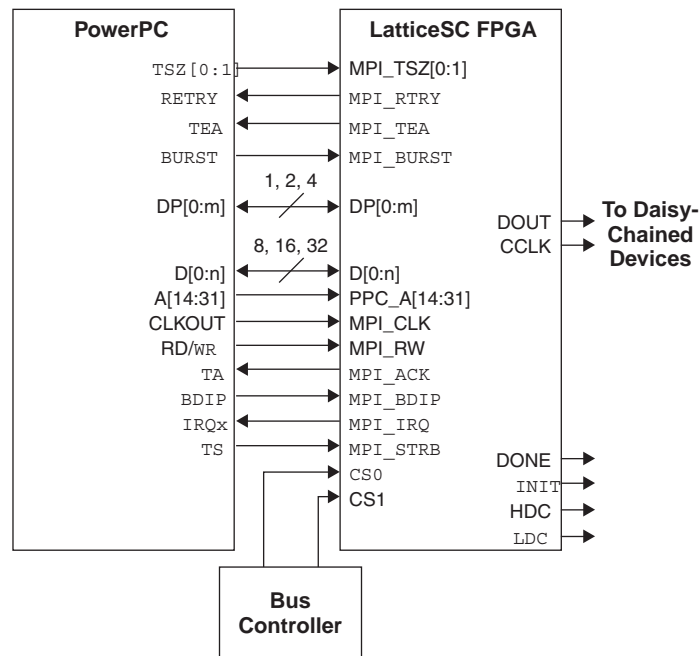 PowerPC LatticeSC FPGA
TSZ[0:1] MPI_TSZ[0:1]
RETRY MPI_RTRY
TEA MPI_TEA
BURST MPI_BURST
1, 2, 4
DP[0:m] DP[0:m]
DOUT To Daisy-
CCLK Chained
Devices
8, 16, 32
D[0:n] D[0:n]
A[14:31] PPC_A[14:31]
CLKOUT MPI_CLK
RD/WR MPI_RW
TA MPI_ACK
BDIP MPI_BDIP
IRQx MPI_IRQ
TS MPI_STRB
DONE
CS0
INIT
CS1
HDC
LDC
Bus
Controller